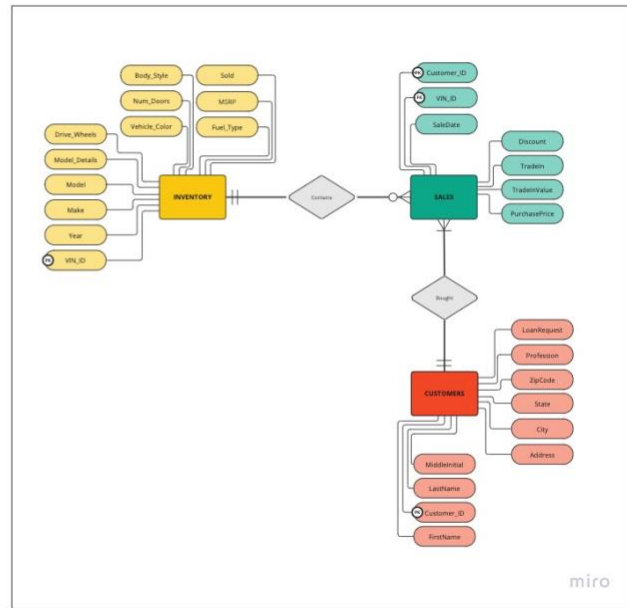 Body_Style
Sold
Customer_ID
Num_Doors
MSRP
VIN_ID
Vehicle_Color
Fuel_Type
SaleDate
Drive_Wheels
Discount
Model_Details
TradeIn
Model
INVENTORY
Contains
SALES
TradeInValue
Make
PurchasePrice
Year
VIN_ID
Bought
LoanRequest
Profession
ZipCode
CUSTOMERS
State
City
Address
MiddleInitial
LastName
Customer_ID
FirstName
miro